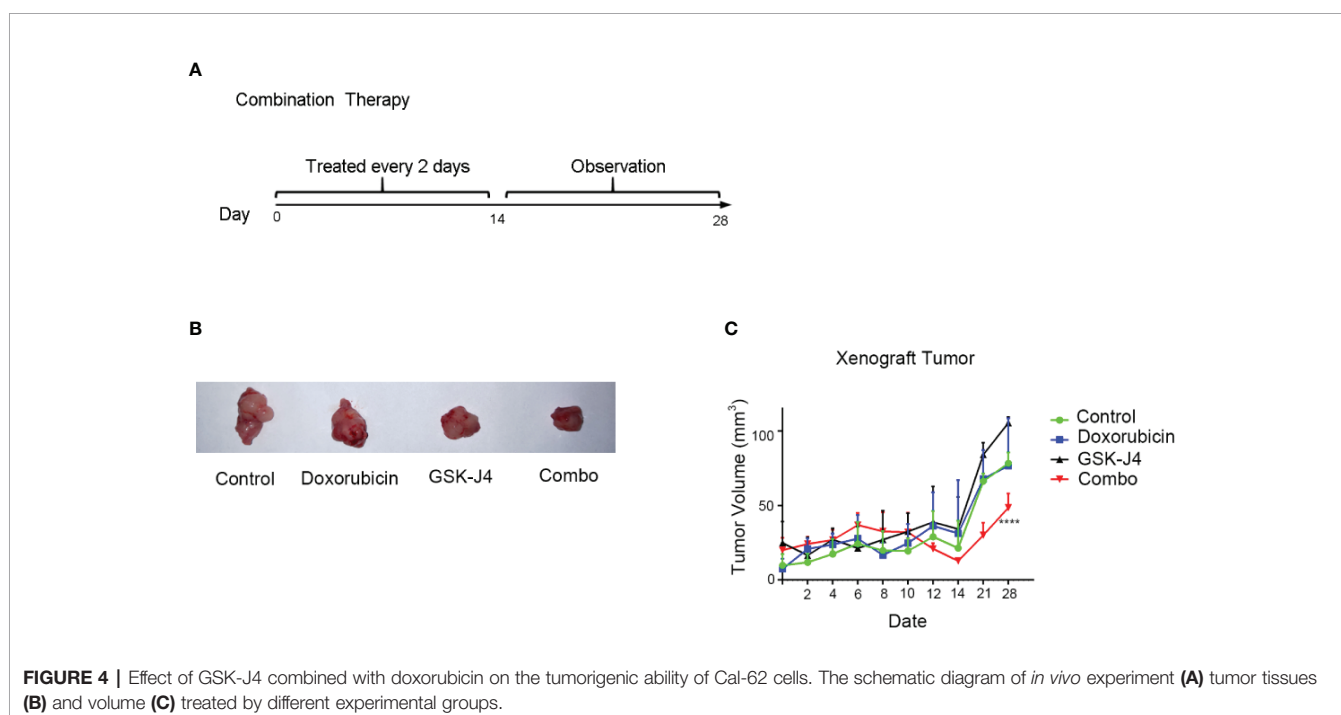 A
Combination Therapy
Treated every 2 days
Observation
Day
0
14
28
B
Control
Doxorubicin
GSK-J4
Combo
C
Xenograft Tumor
Tumor Volume (mm³)
100
50
0
2 4 6 8 10 12 14 21 28
Date
Control
Doxorubicin
GSK-J4
Combo
****
FIGURE 4 | Effect of GSK-J4 combined with doxorubicin on the tumorigenic ability of Cal-62 cells. The schematic diagram of in vivo experiment (A) tumor tissues
(B) and volume (C) treated by different experimental groups.